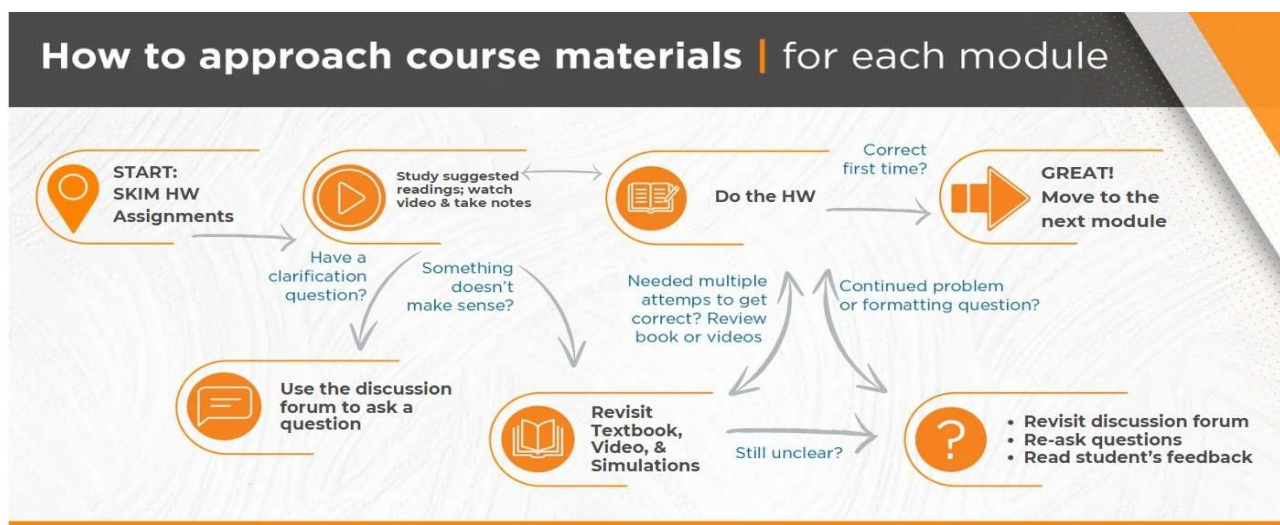 How to approach course materials | for each module
START:
SKIM HW
Assignments
Study suggested
readings; watch
video & take notes
Do the HW
Correct
first time?
GREAT!
Move to the
next module
Have a
clarification
question?
Something
doesn't
make sense?
Needed multiple
attemps to get
correct? Review
book or videos
Continued problem
or formatting question?
Use the discussion
forum to ask a
question
Revisit
Textbook,
Video, &
Simulations
Still unclear?
?
• Revisit discussion forum
• Re-ask questions
• Read student's feedback